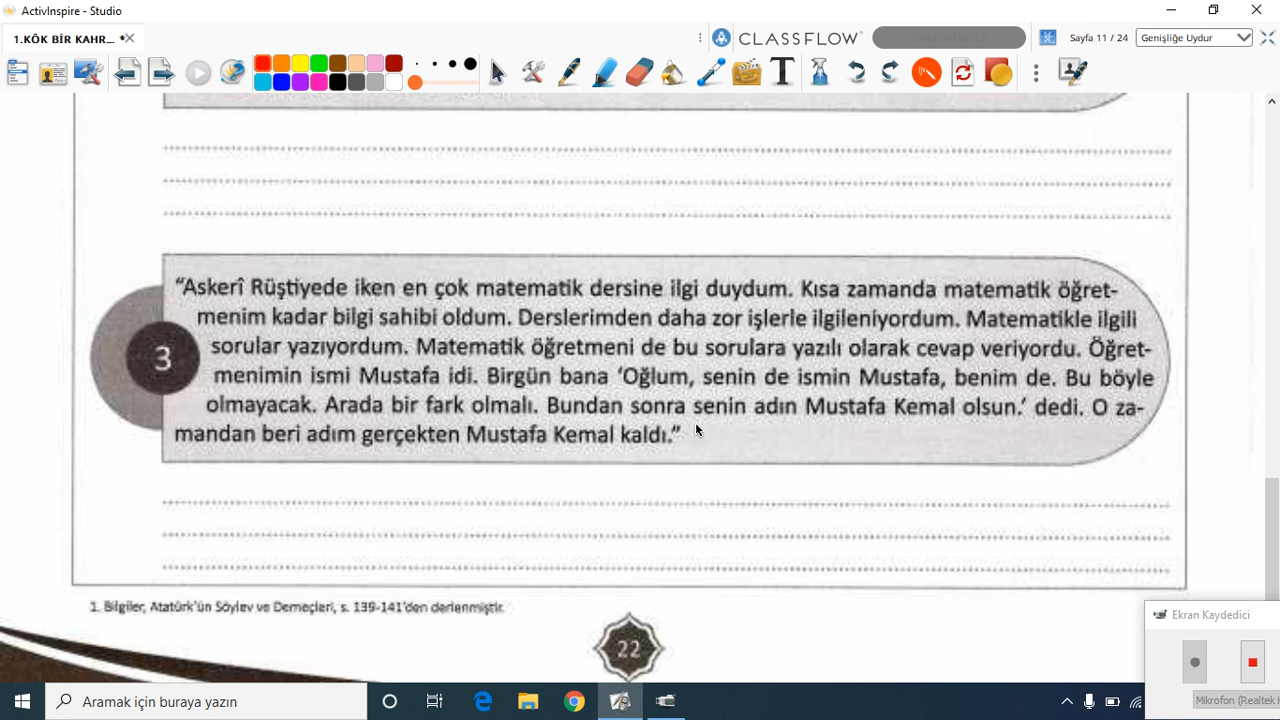 ActivInspire - Studio
1.KÖK BİR KAHR... *
CLASSFLOW
Sayfa 11 / 24
Genişliğe Uydur
"Askerî Rüştiyede iken en çok matematik dersine ilgi duydum. Kısa zamanda matematik öğret-
menim kadar bilgi sahibi oldum. Derslerimden daha zor işlerle ilgileniyordum. Matematikle ilgili
3
sorular yazıyordum. Matematik öğretmeni de bu sorulara yazılı olarak cevap veriyordu. Öğret-
menimin ismi Mustafa idi. Birgün bana 'Oğlum, senin de ismin Mustafa, benim de. Bu böyle
olmayacak. Arada bir fark olmalı. Bundan sonra senin adın Mustafa Kemal olsun.' dedi. O za-
mandan beri adım gerçekten Mustafa Kemal kaldı."
1. Bilgiler, Atatürk'ün Söylev ve Demeçleri, s. 139-141'den derlenmiştir.
22
Ekran Kaydedici
Mikrofon (Realtek
Aramak için buraya yazın